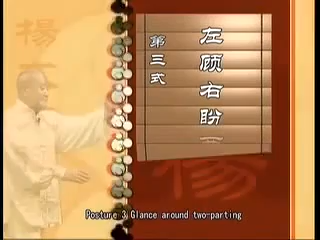 第三式
左顾右盼
Posture 3 Glance around two-parting